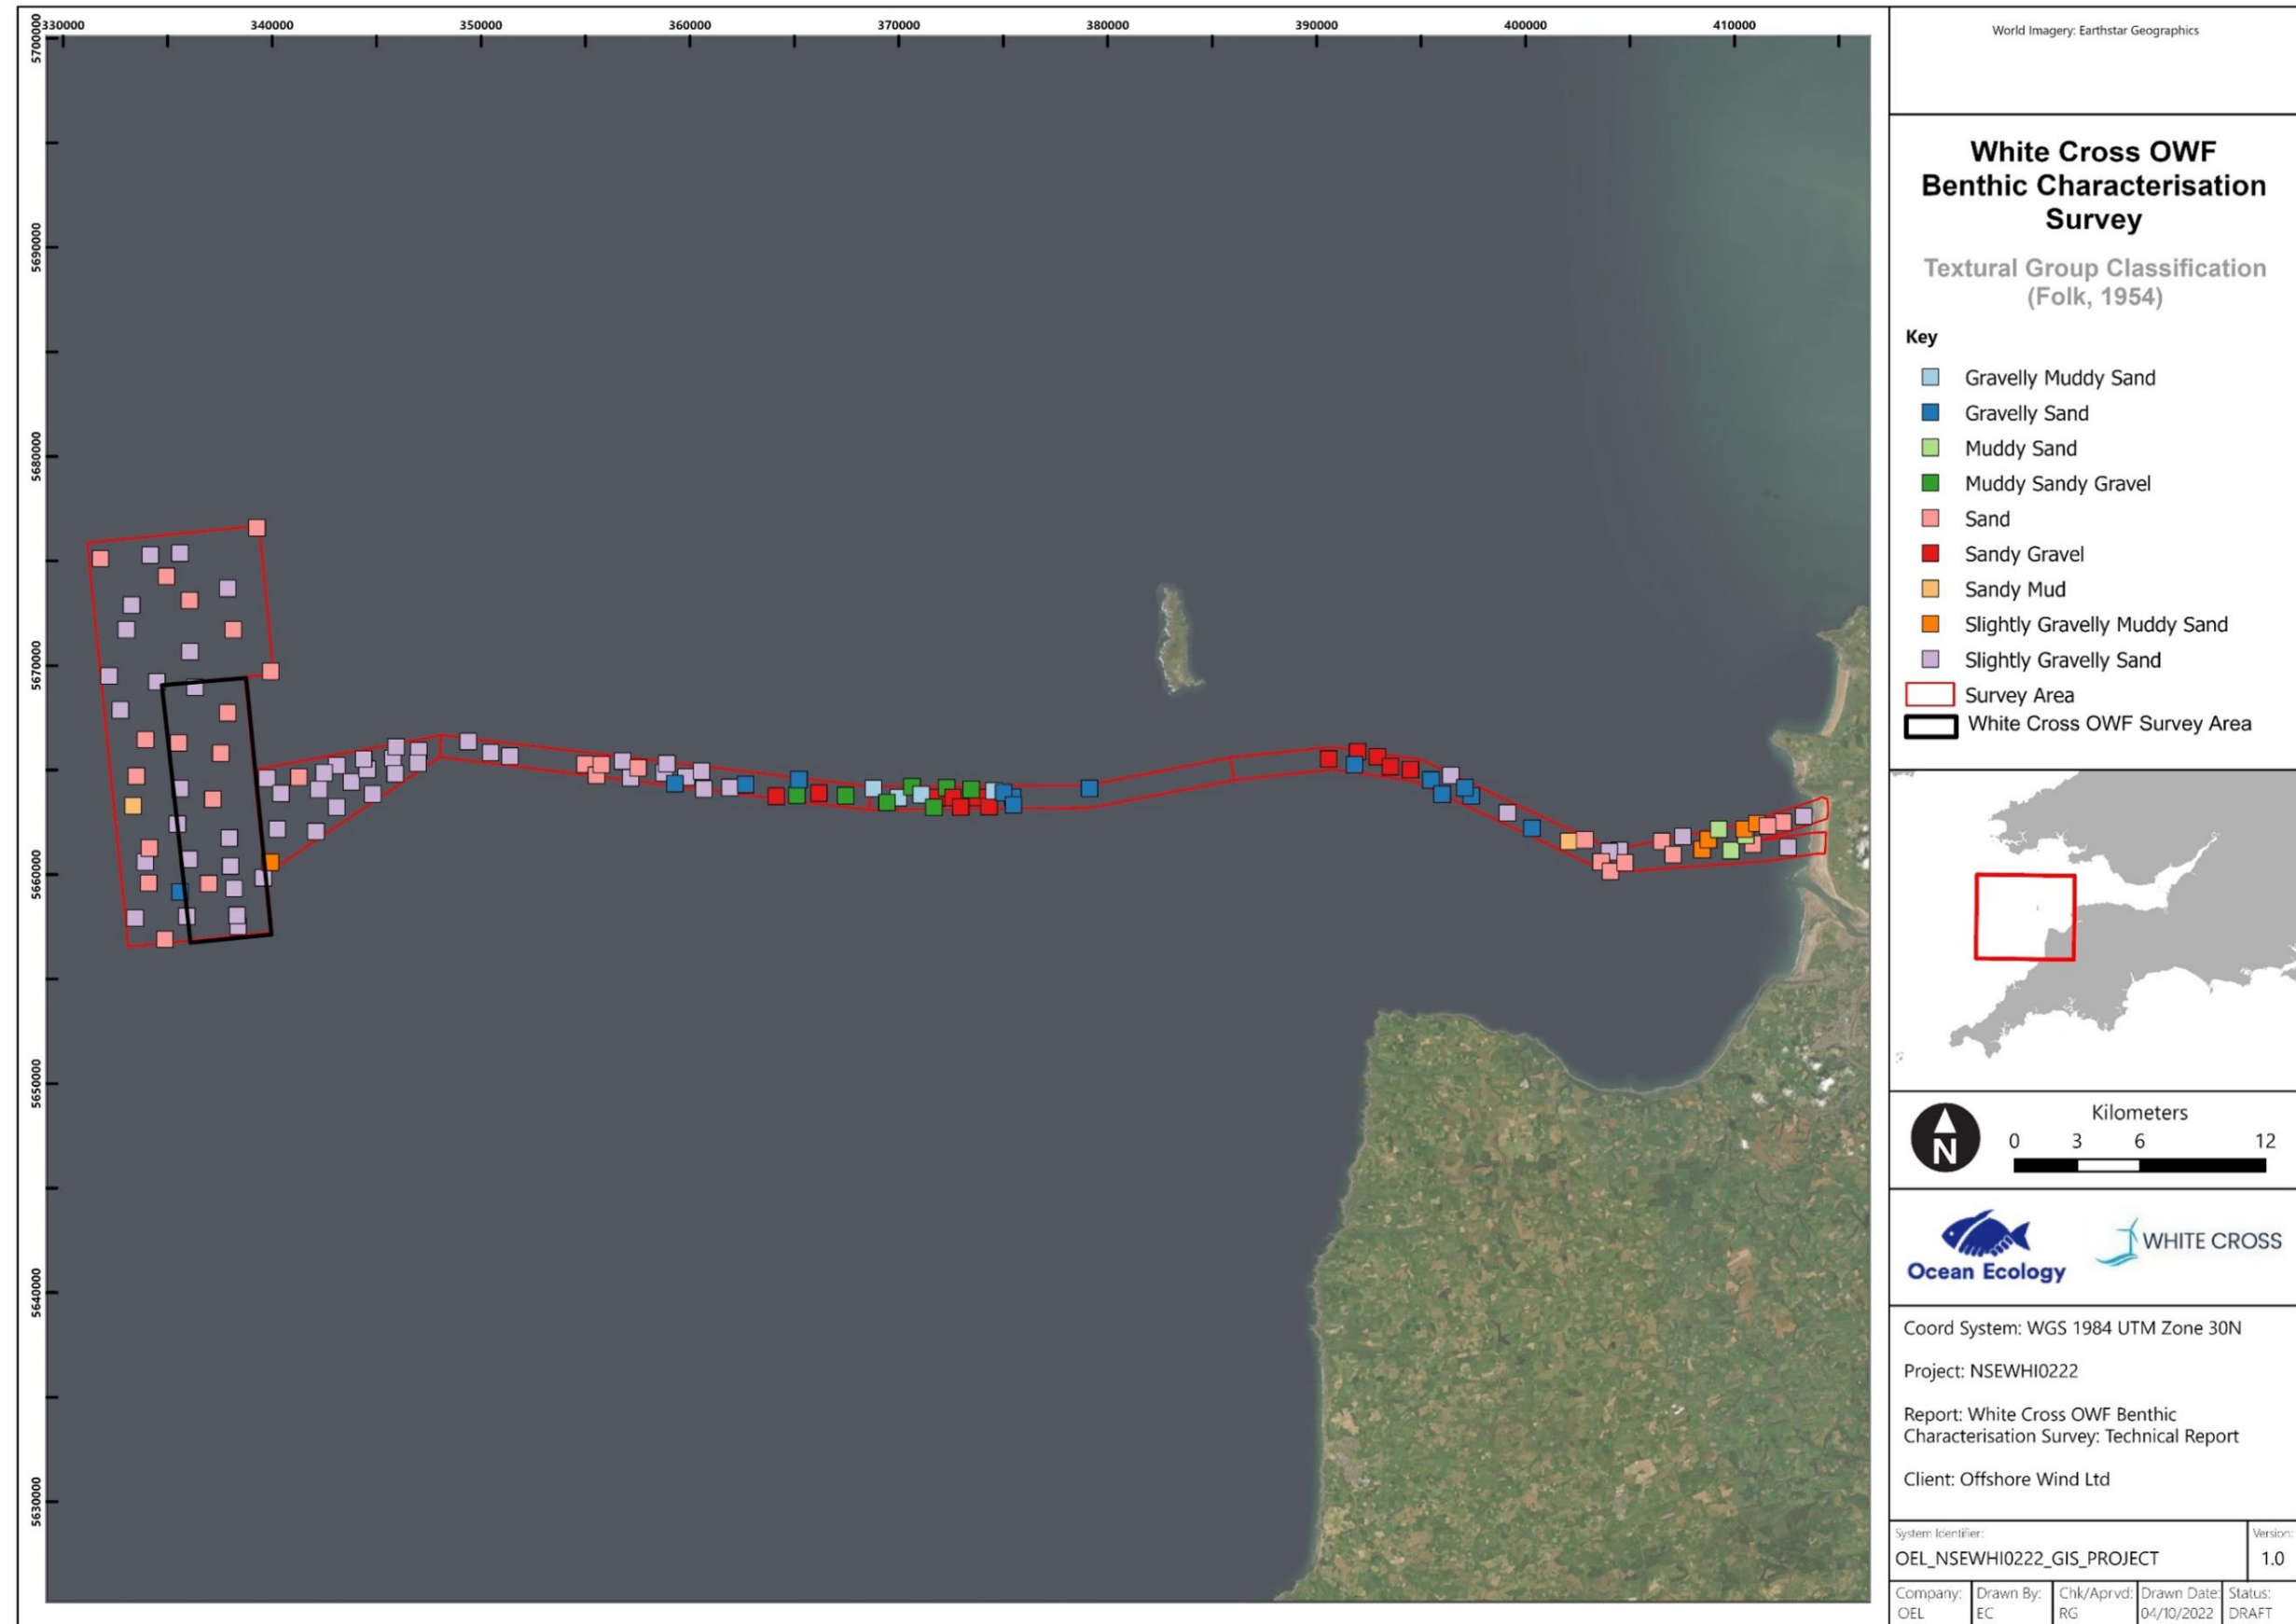 330000 340000 350000 360000 370000 380000 390000 400000 410000
5700000
5690000
5680000
5670000
5660000
5650000
5640000
5630000
World Imagery: Earthstar Geographics
White Cross OWF
Benthic Characterisation
Survey
Textural Group Classification
(Folk, 1954)
Key
Gravelly Muddy Sand
Gravelly Sand
Muddy Sand
Muddy Sandy Gravel
Sand
Sandy Gravel
Sandy Mud
Slightly Gravelly Muddy Sand
Slightly Gravelly Sand
Survey Area
White Cross OWF Survey Area
N
Kilometers
0 3 6 12
Ocean Ecology
WHITE CROSS
Coord System: WGS 1984 UTM Zone 30N
Project: NSEWHI0222
Report: White Cross OWF Benthic
Characterisation Survey: Technical Report
Client: Offshore Wind Ltd
System Identifier: Version:
OEL_NSEWHI0222_GIS_PROJECT 1.0
Company: Drawn By: Chk/Aprvd: Drawn Date: Status:
OEL EC RG 04/10/2022 DRAFT